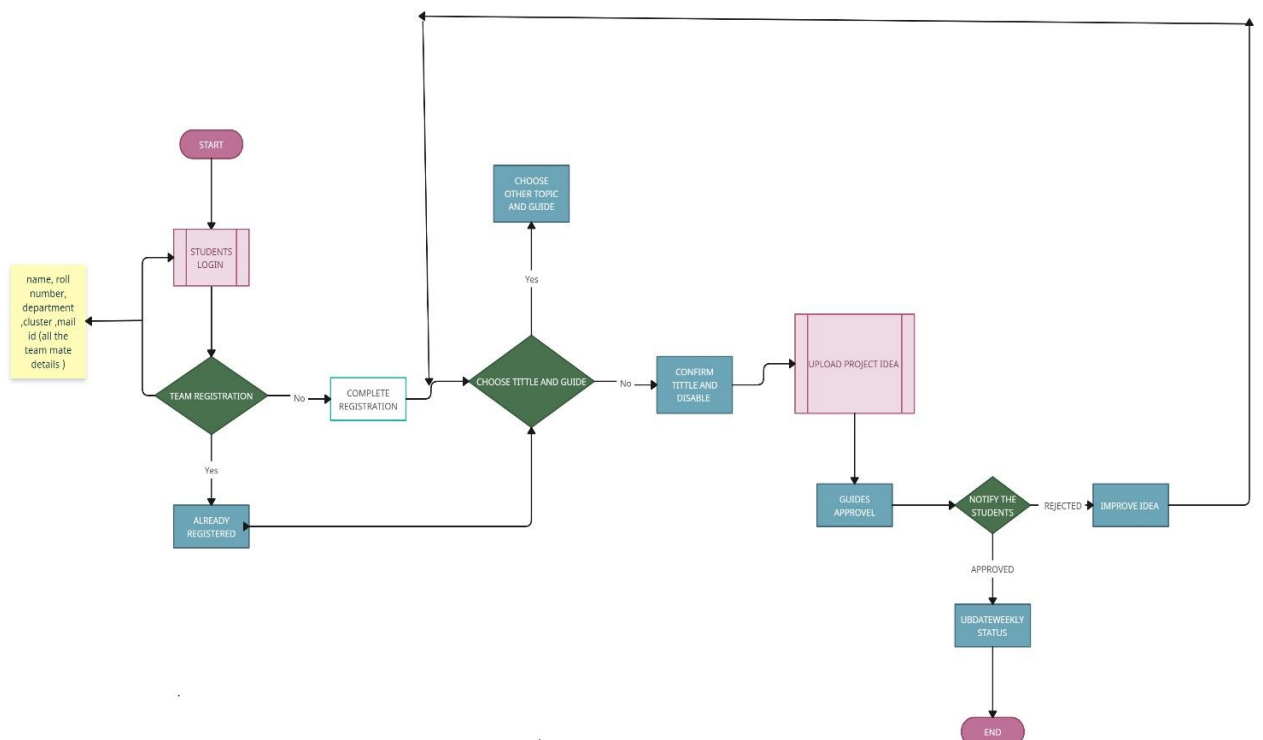 START
STUDENTS
LOGIN
name, roll
number,
department
,cluster ,mail
id (all the
team mate
details )
TEAM REGISTRATION
No
COMPLETE
REGISTRATION
Yes
ALREADY
REGISTERED
CHOOSE
OTHER TOPIC
AND GUIDE
Yes
CHOOSE TITTLE AND GUIDE
No
CONFIRM
TITTLE AND
DISABLE
UPLOAD PROJECT IDEA
GUIDES
APPROVEL
NOTIFY THE
STUDENTS
REJECTED
IMPROVE IDEA
APPROVED
UBDATEWEEKLY
STATUS
END